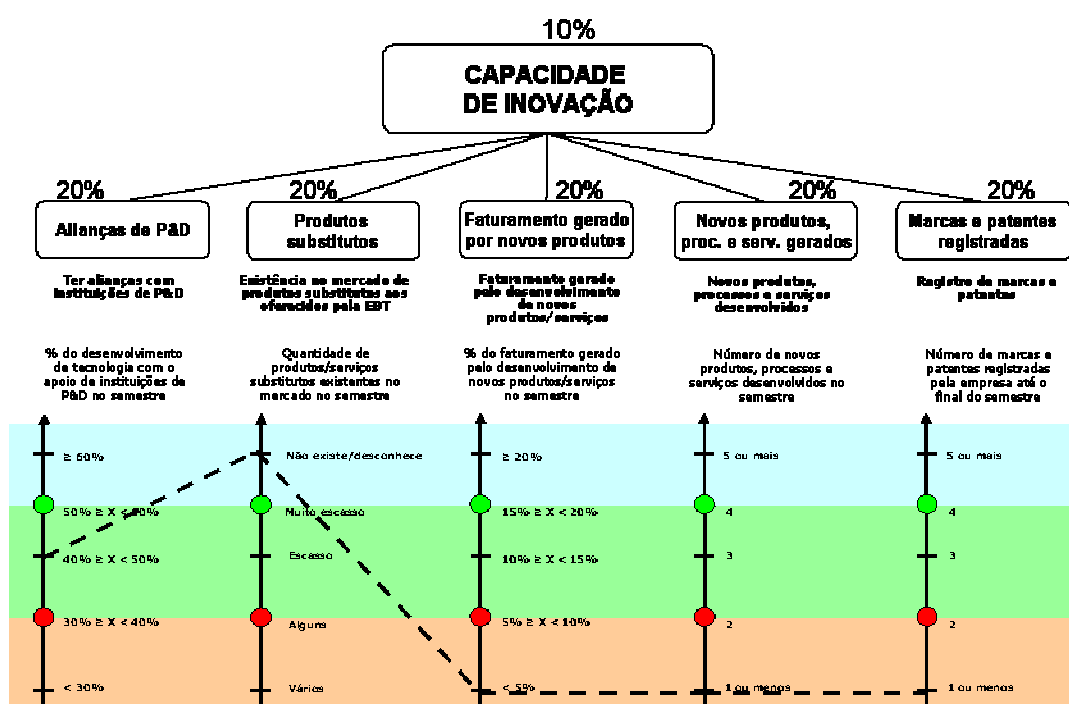 10%
CAPACIDADE
DE INOVAÇÃO
20%
20%
20%
20%
20%
Alianças de P&D
Produtos
substitutos
Faturamento gerado
por novos produtos
Novos produtos,
proc. e serv. gerados
Marcas e patentes
registradas
Ter alianças com
instituições de P&D
Existência no mercado de
produtos substitutos aos
oferecidos pela EBT
Faturamento gerado
pelo desenvolvimento
de novos
produtos/serviços
Novos produtos,
processos e serviços
desenvolvidos
Registro de marcas e
patentes
% do desenvolvimento
de tecnologia com o
apoio de instituições de
P&D no semestre
Quantidade de
produtos/serviços
substitutos existentes no
mercado no semestre
% do faturamento gerado
pelo desenvolvimento de
novos produtos/serviços
no semestre
Número de novos
produtos, processos e
serviços desenvolvidos no
semestre
Número de marcas e
patentes registradas
pela empresa até o
final do semestre
≥ 60%
Não existe/desconhece
≥ 20%
5 ou mais
5 ou mais
50% ≥ X < 60%
Muito escasso
15% ≥ X < 20%
4
4
40% ≥ X < 50%
Escasso
10% ≥ X < 15%
3
3
30% ≥ X < 40%
Alguns
5% ≥ X < 10%
2
2
< 30%
Vários
< 5%
1 ou menos
1 ou menos